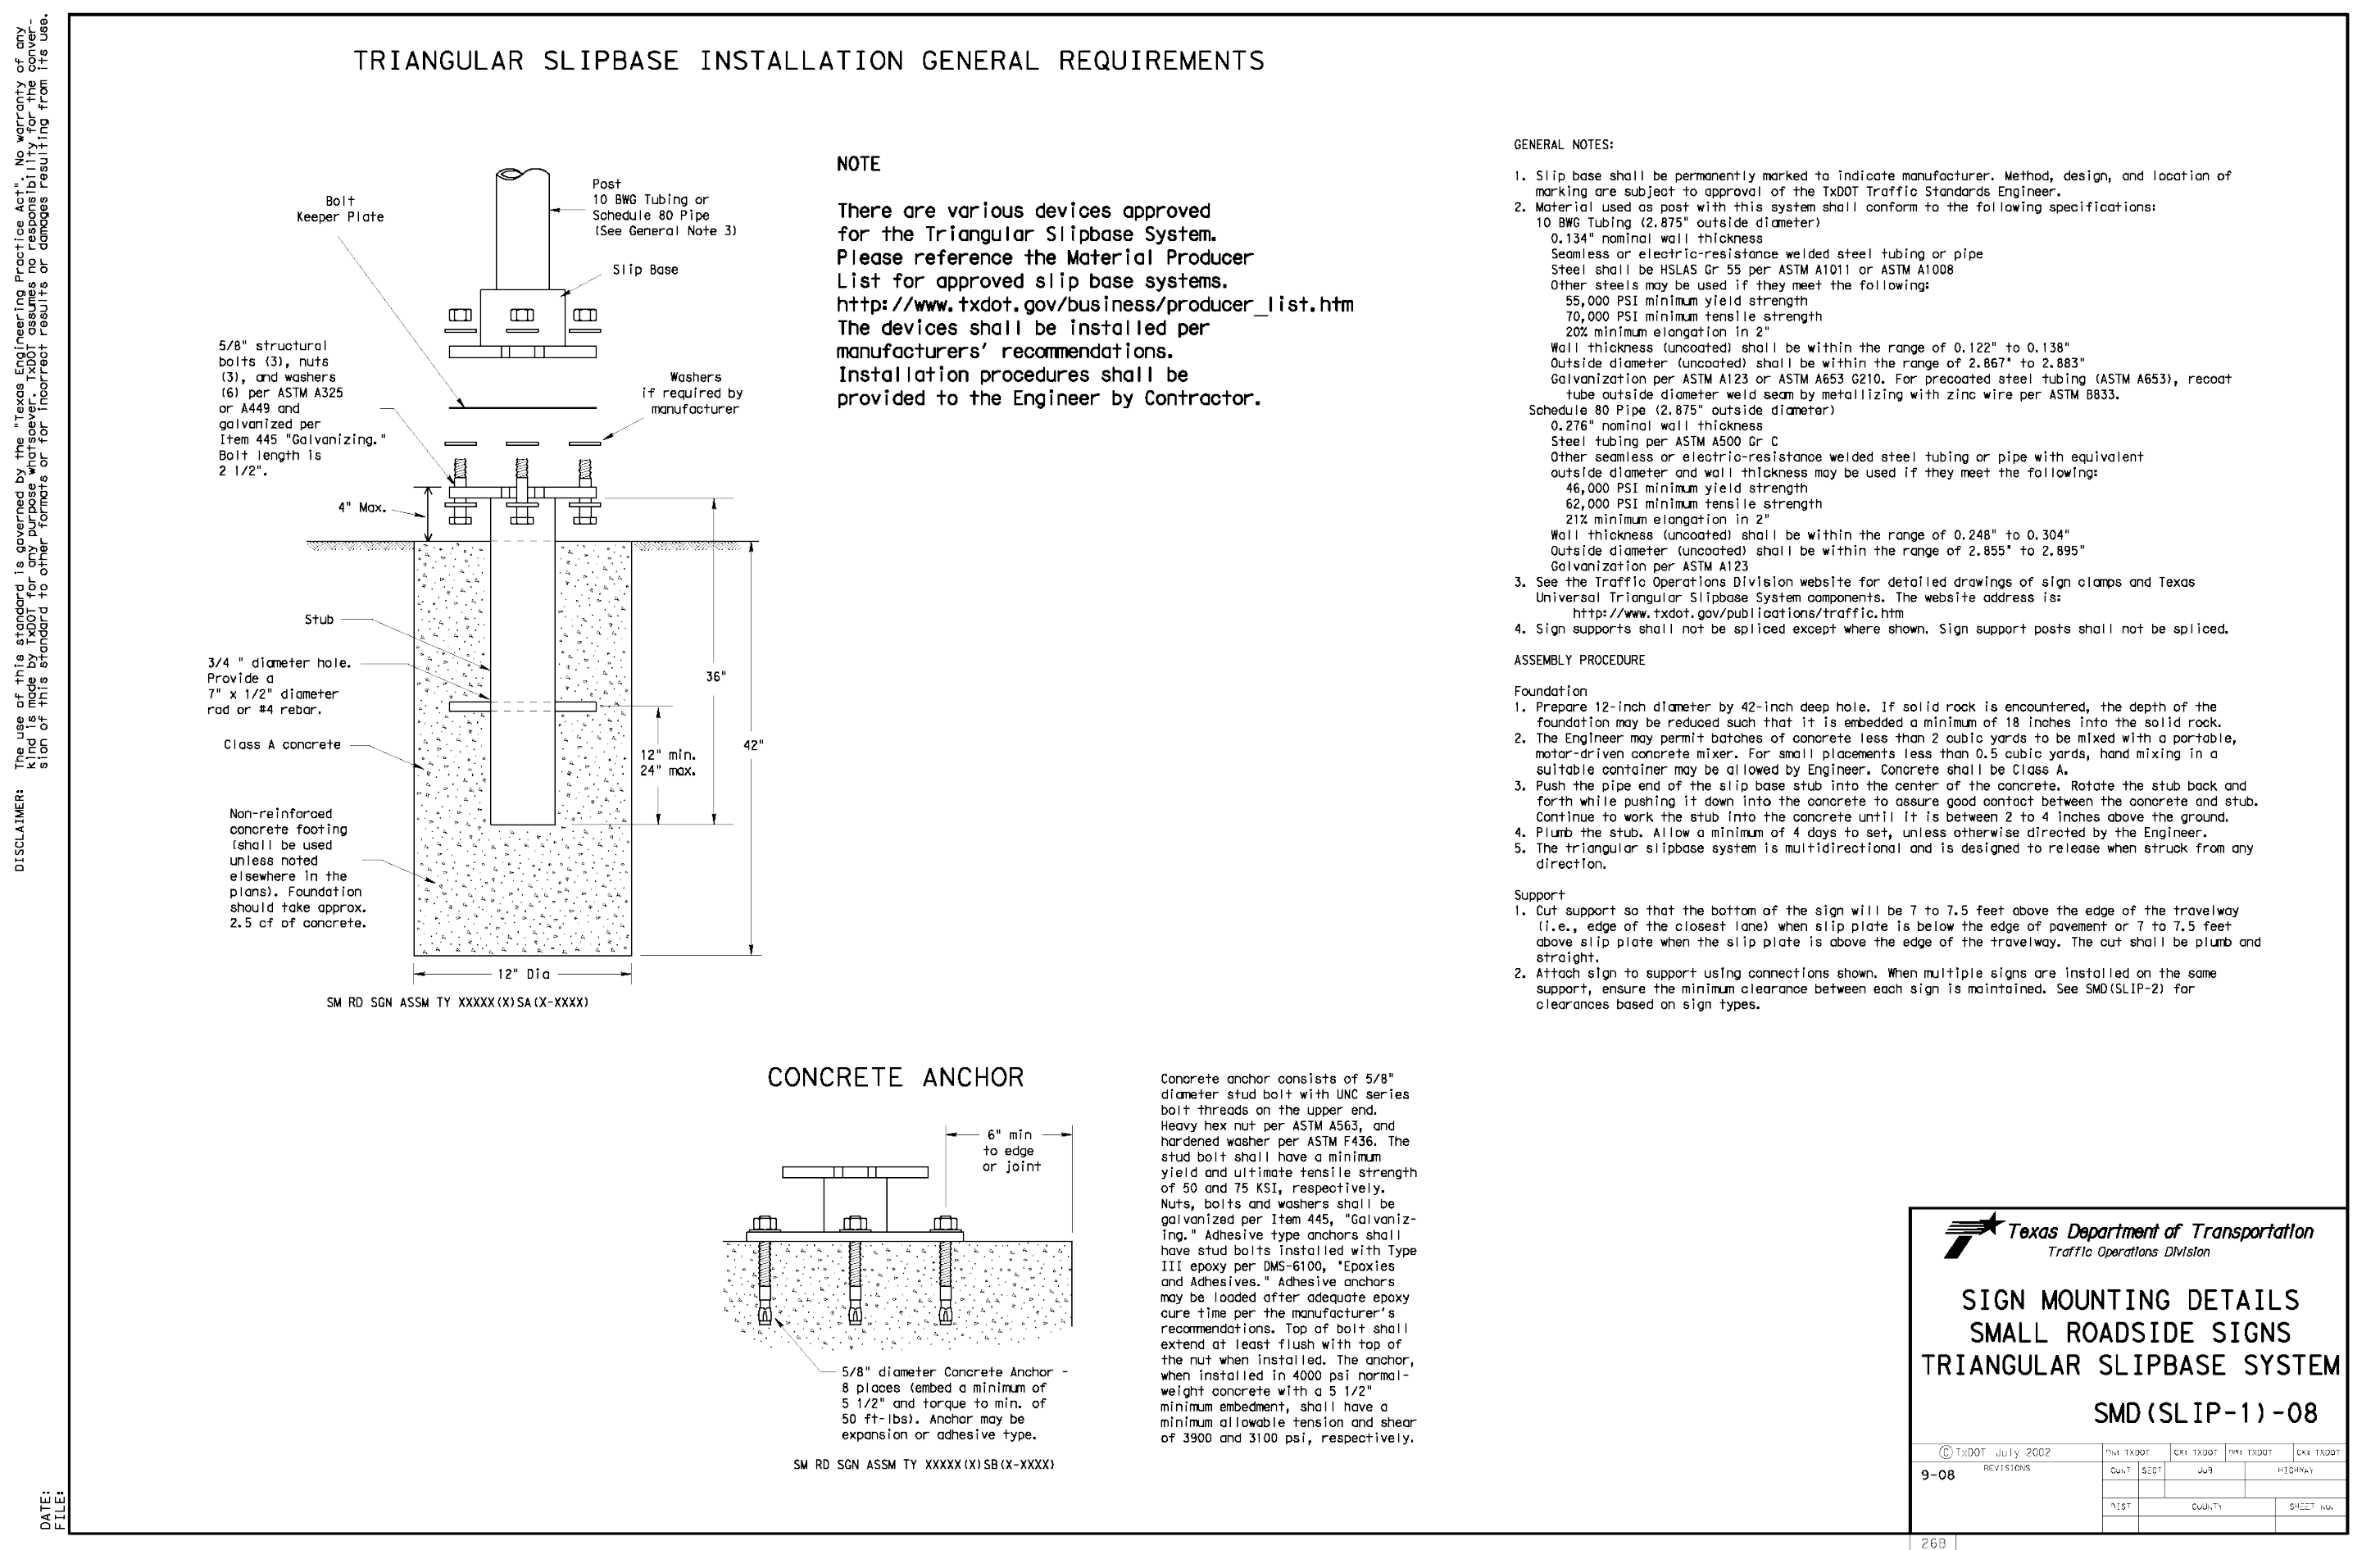 TRIANGULAR SLIPBASE INSTALLATION GENERAL REQUIREMENTS
Bolt
Keeper Plate
Post
10 BWG Tubing or
Schedule 80 Pipe
(See General Note 3)
Slip Base
5/8" structural
bolts (3), nuts
(3), and washers
(6) per ASTM A325
or A449 and
galvanized per
Item 445 "Galvanizing."
Bolt length is
2 1/2".
Washers
if required by
manufacturer
4" Max.
Stub
3/4 " diameter hole.
Provide a
7" x 1/2" diameter
rod or #4 rebar.
Class A concrete
Non-reinforced
concrete footing
(shall be used
unless noted
elsewhere in the
plans). Foundation
should take approx.
2.5 cf of concrete.
36"
42"
12" min.
24" max.
12" Dia
SM RD SGN ASSM TY XXXXX(X)SA(X-XXXX)
NOTE
There are various devices approved
for the Triangular Slipbase System.
Please reference the Material Producer
List for approved slip base systems.
http://www.txdot.gov/business/producer_list.htm
The devices shall be installed per
manufacturers' recommendations.
Installation procedures shall be
provided to the Engineer by Contractor.
GENERAL NOTES:
1. Slip base shall be permanently marked to indicate manufacturer. Method, design, and location of
marking are subject to approval of the TxDOT Traffic Standards Engineer.
2. Material used as post with this system shall conform to the following specifications:
10 BWG Tubing (2.875" outside diameter)
0.134" nominal wall thickness
Seamless or electric-resistance welded steel tubing or pipe
Steel shall be HSLAS Gr 55 per ASTM A1011 or ASTM A1008
Other steels may be used if they meet the following:
55,000 PSI minimum yield strength
70,000 PSI minimum tensile strength
20% minimum elongation in 2"
Wall thickness (uncoated) shall be within the range of 0.122" to 0.138"
Outside diameter (uncoated) shall be within the range of 2.867" to 2.883"
Galvanization per ASTM A123 or ASTM A653 G210. For precoated steel tubing (ASTM A653), recoat
tube outside diameter weld seam by metallizing with zinc wire per ASTM B833.
Schedule 80 Pipe (2.875" outside diameter)
0.276" nominal wall thickness
Steel tubing per ASTM A500 Gr C
Other seamless or electric-resistance welded steel tubing or pipe with equivalent
outside diameter and wall thickness may be used if they meet the following:
46,000 PSI minimum yield strength
62,000 PSI minimum tensile strength
21% minimum elongation in 2"
Wall thickness (uncoated) shall be within the range of 0.248" to 0.304"
Outside diameter (uncoated) shall be within the range of 2.855" to 2.895"
Galvanization per ASTM A123
3. See the Traffic Operations Division website for detailed drawings of sign clamps and Texas
Universal Triangular Slipbase System components. The website address is:
http://www.txdot.gov/publications/traffic.htm
4. Sign supports shall not be spliced except where shown. Sign support posts shall not be spliced.
ASSEMBLY PROCEDURE
Foundation
1. Prepare 12-inch diameter by 42-inch deep hole. If solid rock is encountered, the depth of the
foundation may be reduced such that it is embedded a minimum of 18 inches into the solid rock.
2. The Engineer may permit batches of concrete less than 2 cubic yards to be mixed with a portable,
motor-driven concrete mixer. For small placements less than 0.5 cubic yards, hand mixing in a
suitable container may be allowed by Engineer. Concrete shall be Class A.
3. Push the pipe end of the slip base stub into the center of the concrete. Rotate the stub back and
forth while pushing it down into the concrete to assure good contact between the concrete and stub.
Continue to work the stub into the concrete until it is between 2 to 4 inches above the ground.
4. Plumb the stub. Allow a minimum of 4 days to set, unless otherwise directed by the Engineer.
5. The triangular slipbase system is multidirectional and is designed to release when struck from any
direction.
Support
1. Cut support so that the bottom of the sign will be 7 to 7.5 feet above the edge of the travelway
(i.e., edge of the closest lane) when slip plate is below the edge of pavement or 7 to 7.5 feet
above slip plate when the slip plate is above the edge of the travelway. The cut shall be plumb and
straight.
2. Attach sign to support using connections shown. When multiple signs are installed on the same
support, ensure the minimum clearance between each sign is maintained. See SMD(SLIP-2) for
clearances based on sign types.
CONCRETE ANCHOR
6" min
to edge
or joint
5/8" diameter Concrete Anchor -
8 places (embed a minimum of
5 1/2" and torque to min. of
50 ft-lbs). Anchor may be
expansion or adhesive type.
SM RD SGN ASSM TY XXXXX(X)SB(X-XXXX)
Concrete anchor consists of 5/8"
diameter stud bolt with UNC series
bolt threads on the upper end.
Heavy hex nut per ASTM A563, and
hardened washer per ASTM F436. The
stud bolt shall have a minimum
yield and ultimate tensile strength
of 50 and 75 KSI, respectively.
Nuts, bolts and washers shall be
galvanized per Item 445, "Galvaniz-
ing." Adhesive type anchors shall
have stud bolts installed with Type
III epoxy per DMS-6100, "Epoxies
and Adhesives." Adhesive anchors
may be loaded after adequate epoxy
cure time per the manufacturer's
recommendations. Top of bolt shall
extend at least flush with top of
the nut when installed. The anchor,
when installed in 4000 psi normal-
weight concrete with a 5 1/2"
minimum embedment, shall have a
minimum allowable tension and shear
of 3900 and 3100 psi, respectively.
Texas Department of Transportation
Traffic Operations Division
SIGN MOUNTING DETAILS
SMALL ROADSIDE SIGNS
TRIANGULAR SLIPBASE SYSTEM
SMD(SLIP-1)-08
© TxDOT July 2002
DN: TXDOT
CK: TXDOT
DW: TXDOT
CK: TXDOT
9-08
REVISIONS
CONT
SECT
JOB
HIGHWAY
DIST
COUNTY
SHEET NO.
26B
DISCLAIMER: The use of this standard is governed by the "Texas Engineering Practice Act". No warranty of any
kind is made by TxDOT for any purpose whatsoever. TxDOT assumes no responsibility for the conver-
sion of this standard to other formats or for incorrect results or damages resulting from its use.
DATE:
FILE: